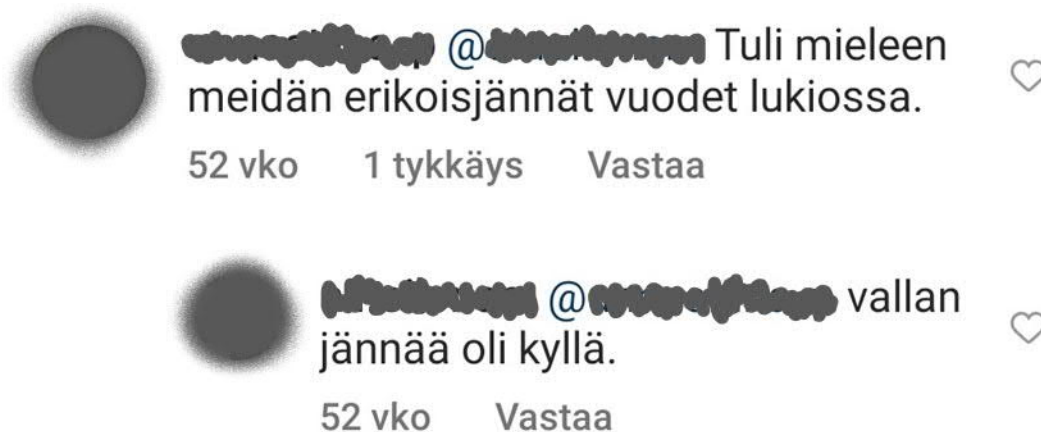 @ Tuli mieleen
meidän erikoisjännät vuodet lukiossa.
52 vko 1 tykkäys Vastaa
@ vallan
jännää oli kyllä.
52 vko Vastaa